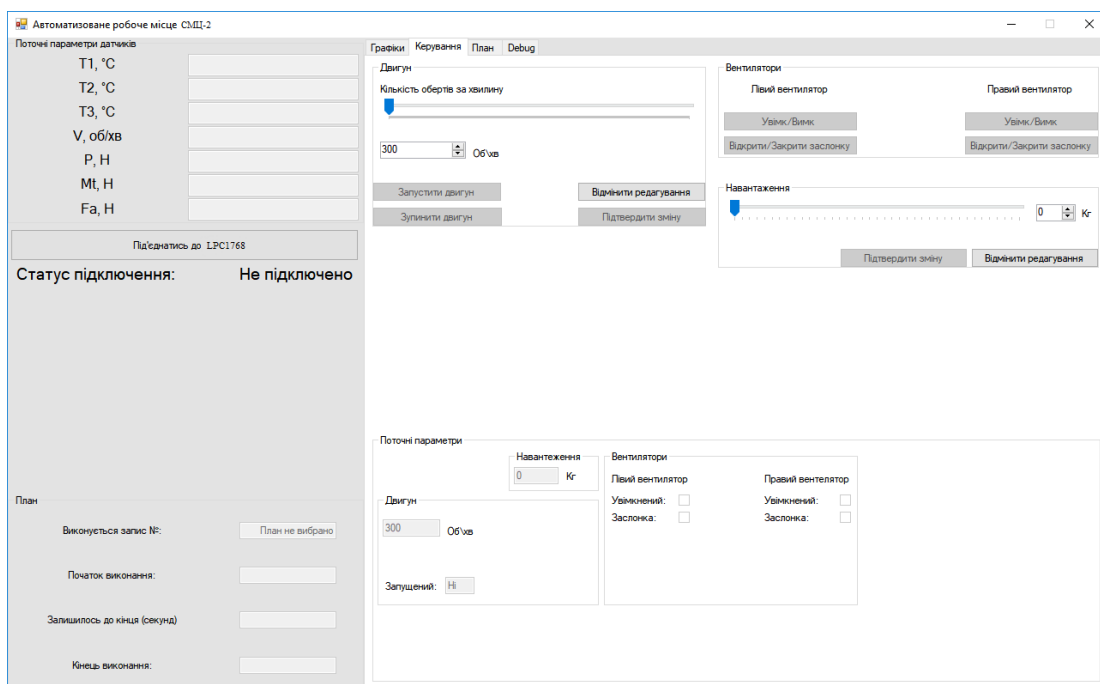 Автоматизоване робоче місце СМЦ-2
Поточні параметри датчиків
T1, °C
T2, °C
T3, °C
V, об/хв
P, H
Mt, H
Fa, H
Під'єднатись до LPC1768
Статус підключення: Не підключено
План
Виконується запис №: План не вибрано
Початок виконання:
Залишилось до кінця (секунд)
Кінець виконання:
Графіки Керування План Debug
Двигун
Кількість обертів за хвилину
300 Об\хв
Запустити двигун Відмінити редагування
Зупинити двигун Підтвердити зміну
Вентилятори
Лівий вентилятор Правий вентилятор
Увімк/Вимк Увімк/Вимк
Відкрити/Закрити заслонку Відкрити/Закрити заслонку
Навантаження
0 Кг
Підтвердити зміну Відмінити редагування
Поточні параметри
Навантеження
0 Кг
Двигун
300 Об\хв
Запущений: Ні
Вентилятори
Лівий вентилятор Правий вентелятор
Увімкнений: Увімкнений:
Заслонка: Заслонка: